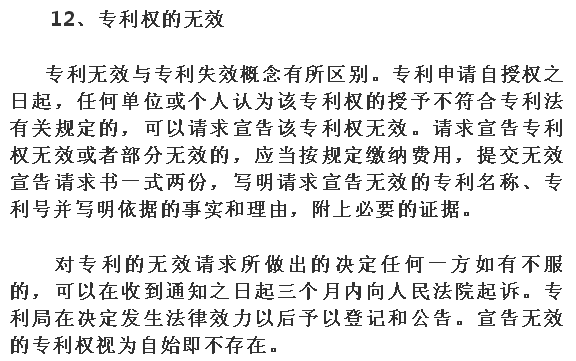 12、专利权的无效
专利无效与专利失效概念有所区别。专利申请自授权之
日起，任何单位或个人认为该专利权的授予不符合专利法
有关规定的，可以请求宣告该专利权无效。请求宣告专利
权无效或者部分无效的，应当按规定缴纳费用，提交无效
宣告请求书一式两份，写明请求宣告无效的专利名称、专
利号并写明依据的事实和理由，附上必要的证据。
对专利的无效请求所做出的决定任何一方如有不服
的，可以在收到通知之日起三个月内向人民法院起诉。专
利局在决定发生法律效力以后予以登记和公告。宣告无效
的专利权视为自始即不存在。